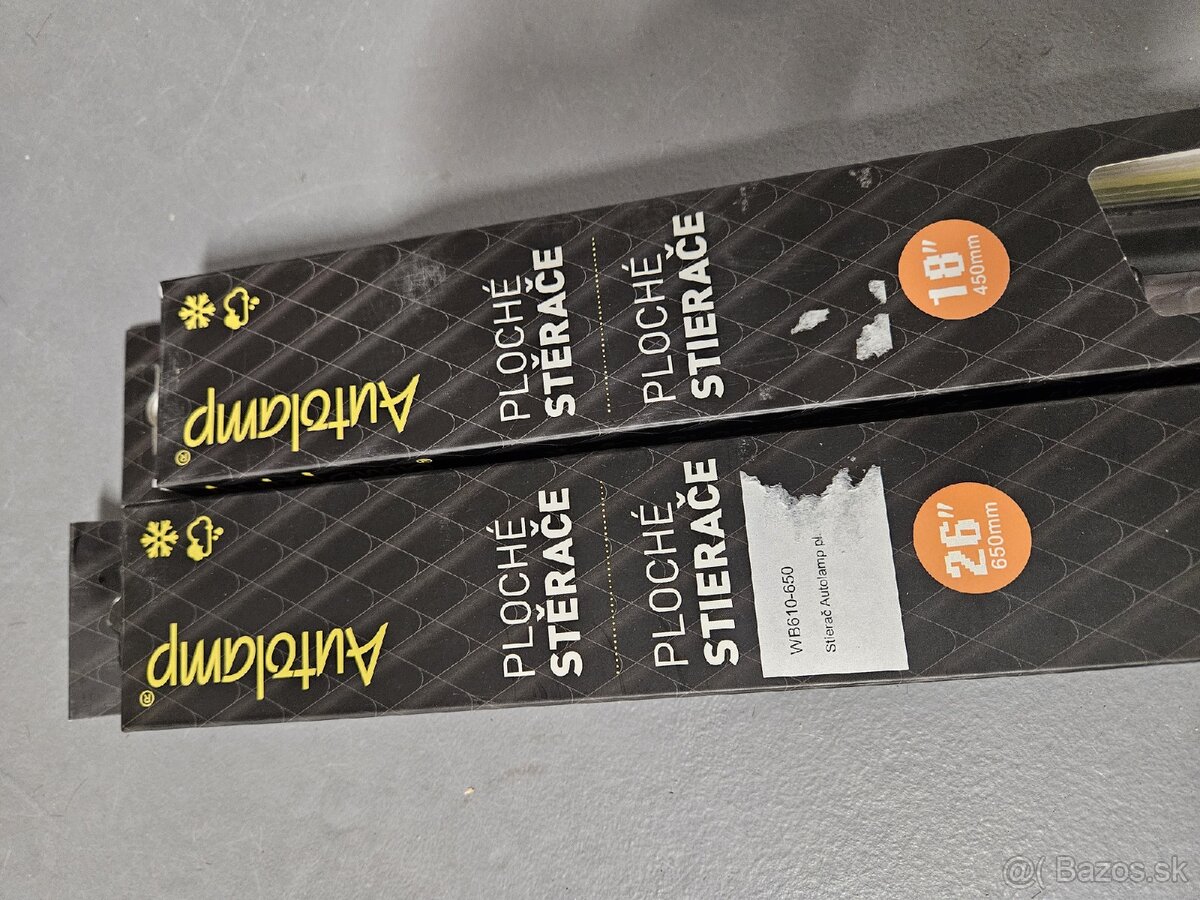 Autolamp®
PLOCHÉ
STĚRAČE
PLOCHÉ
STIERAČE
18"
450mm
Autolamp®
PLOCHÉ
STĚRAČE
PLOCHÉ
STIERAČE
WB610-650
Stierač Autolamp pl.
26"
650mm
@( Bazos.sk